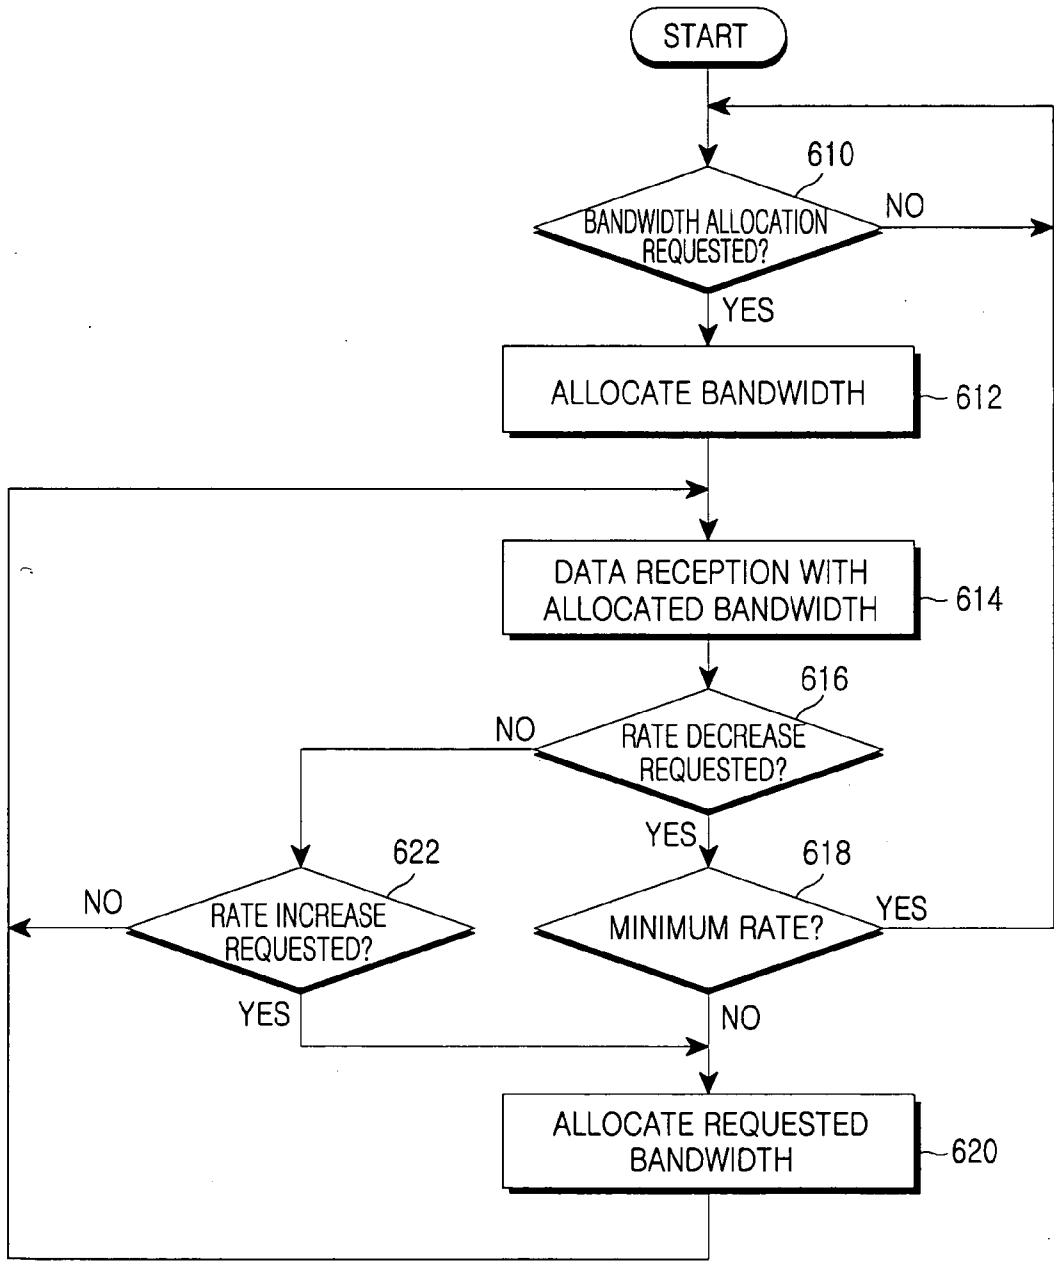 START
610
BANDWIDTH ALLOCATION
REQUESTED?
NO
YES
ALLOCATE BANDWIDTH
612
DATA RECEPTION WITH
ALLOCATED BANDWIDTH
614
616
RATE DECREASE
REQUESTED?
NO
YES
622
RATE INCREASE
REQUESTED?
NO
YES
618
MINIMUM RATE?
YES
NO
ALLOCATE REQUESTED
BANDWIDTH
620